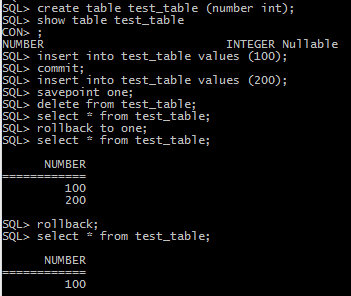 SQL> create table test_table (number int);
SQL> show table test_table
CON> ;
NUMBER                          INTEGER Nullable
SQL> insert into test_table values (100);
SQL> commit;
SQL> insert into test_table values (200);
SQL> savepoint one;
SQL> delete from test_table;
SQL> select * from test_table;
SQL> rollback to one;
SQL> select * from test_table;
      NUMBER
============
         100
         200
SQL> rollback;
SQL> select * from test_table;
      NUMBER
============
         100